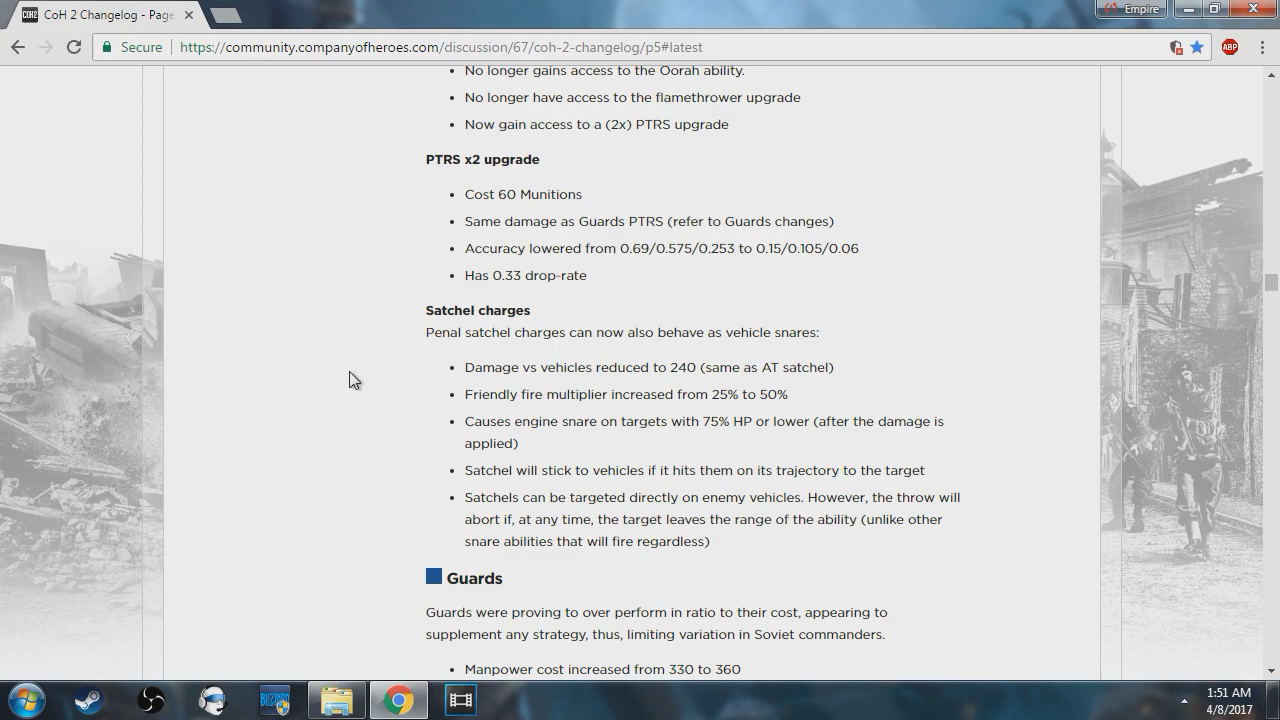 COH2 CoH 2 Changelog - Page
Empire
Secure https://community.companyofheroes.com/discussion/67/coh-2-changelog/p5#latest
ABP
• No longer gains access to the Oorah ability.
• No longer have access to the flamethrower upgrade
• Now gain access to a (2x) PTRS upgrade
PTRS x2 upgrade
• Cost 60 Munitions
• Same damage as Guards PTRS (refer to Guards changes)
• Accuracy lowered from 0.69/0.575/0.253 to 0.15/0.105/0.06
• Has 0.33 drop-rate
Satchel charges
Penal satchel charges can now also behave as vehicle snares:
• Damage vs vehicles reduced to 240 (same as AT satchel)
• Friendly fire multiplier increased from 25% to 50%
• Causes engine snare on targets with 75% HP or lower (after the damage is
applied)
• Satchel will stick to vehicles if it hits them on its trajectory to the target
• Satchels can be targeted directly on enemy vehicles. However, the throw will
abort if, at any time, the target leaves the range of the ability (unlike other
snare abilities that will fire regardless)
Guards
Guards were proving to over perform in ratio to their cost, appearing to
supplement any strategy, thus, limiting variation in Soviet commanders.
• Manpower cost increased from 330 to 360
BLIZZARD
1:51 AM
4/8/2017